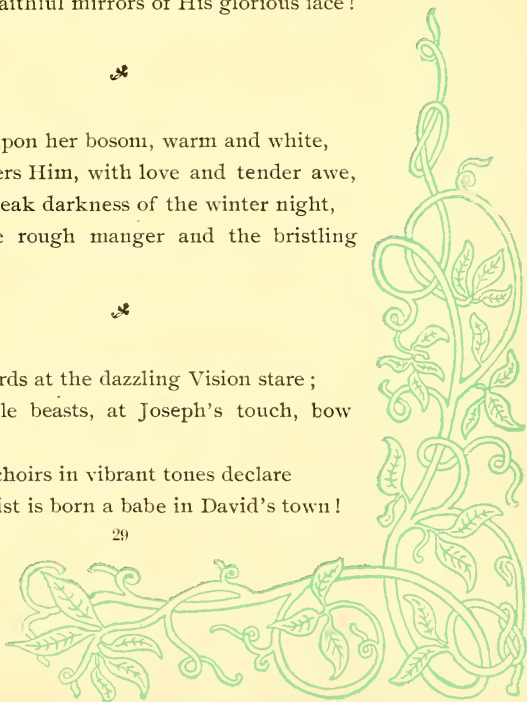 aithful mirrors of His glorious face!
pon her bosom, warm and white,
ers Him, with love and tender awe,
eak darkness of the winter night,
e rough manger and the bristling
rds at the dazzling Vision stare;
le beasts, at Joseph's touch, bow
choirs in vibrant tones declare
ist is born a babe in David's town!
29